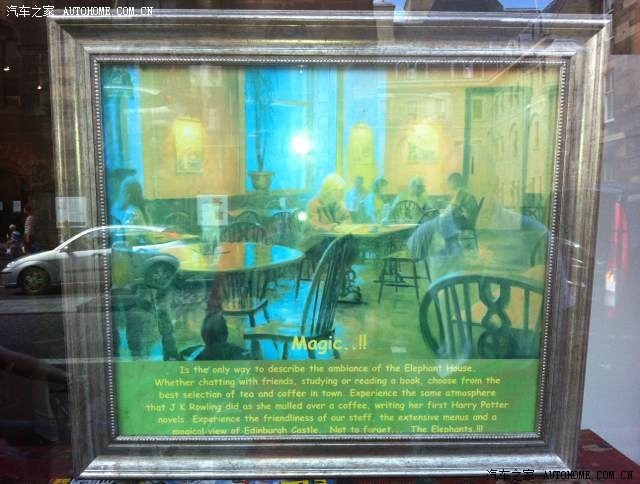 汽车之家 AUTOHOME.COM.CN
Magic..!!
Is the only way to describe the ambiance of the Elephant House.
Whether chatting with friends, studying or reading a book, choose from the
best selection of tea and coffee in town. Experience the same atmosphere
that J K Rowling did as she mulled over a coffee, writing her first Harry Potter
novels. Experience the friendliness of our staff, the extensive menus and a
magical view of Edinburgh Castle. Not to forget..... The Elephants.!!!
汽车之家 AUTOHOME.COM.CN